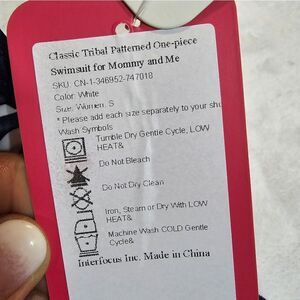 Classic Tribal Patterned One-piece
Swimsuit for Mommy and Me
SKU: CN-1-346952-747018
Color: White
Size: Women S
* Please add each size separately to your sh
Wash Symbols
Tumble Dry Gentle Cycle, LOW
HEAT&
Do Not Bleach
Do Not Dry Clean
Iron, Steam or Dry With LOW
HEAT&
Machine Wash COLD Gentle
Cycle&
Interfocus Inc. Made in China